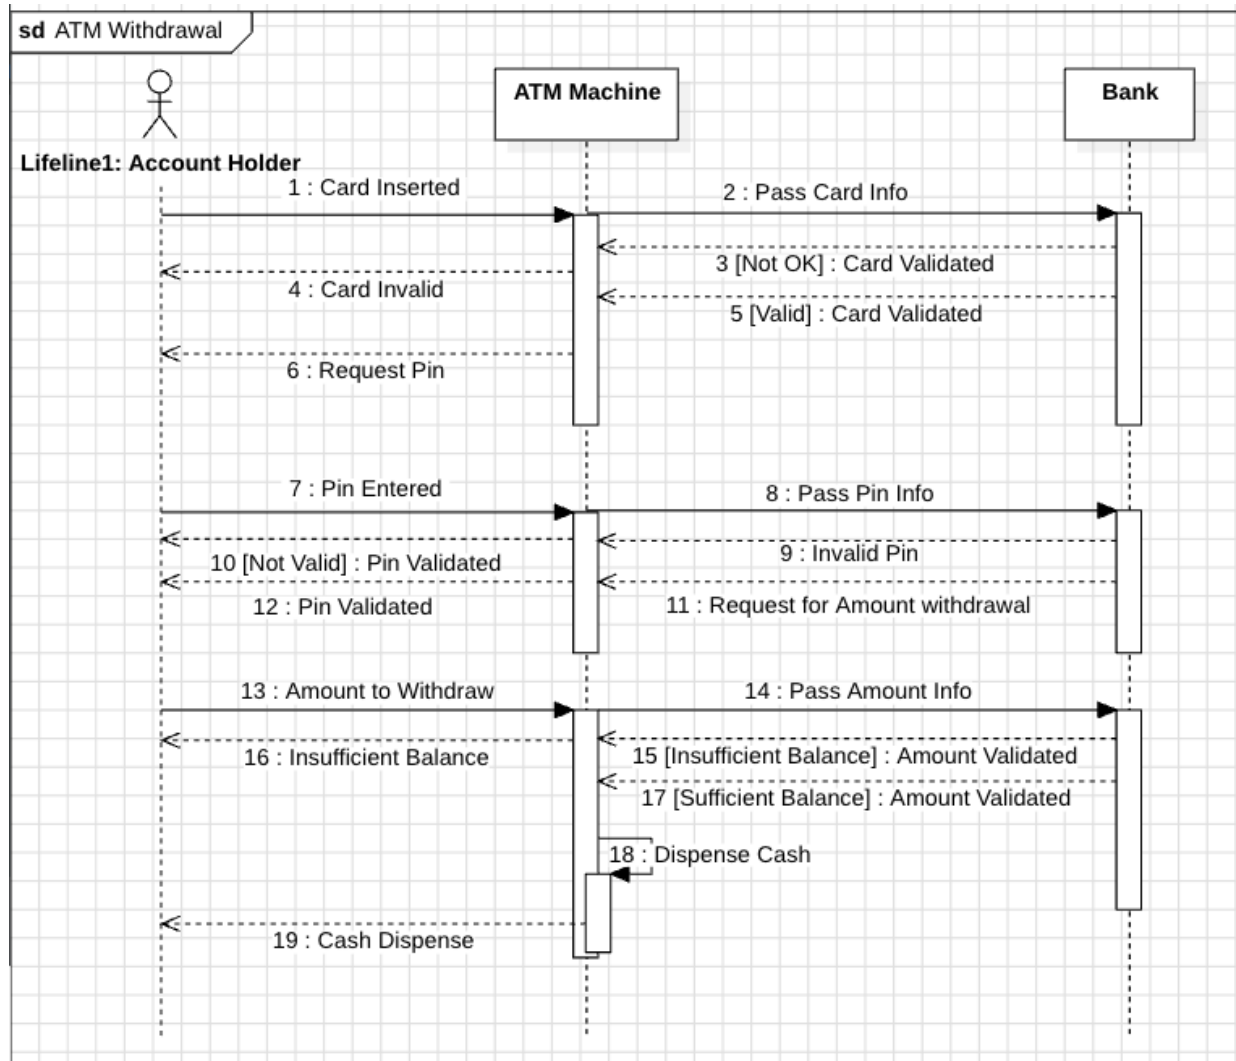 sd ATM Withdrawal
ATM Machine
Bank
Lifeline1: Account Holder
1 : Card Inserted
2 : Pass Card Info
3 [Not OK] : Card Validated
4 : Card Invalid
5 [Valid] : Card Validated
6 : Request Pin
7 : Pin Entered
8 : Pass Pin Info
9 : Invalid Pin
10 [Not Valid] : Pin Validated
11 : Request for Amount withdrawal
12 : Pin Validated
13 : Amount to Withdraw
14 : Pass Amount Info
15 [Insufficient Balance] : Amount Validated
16 : Insufficient Balance
17 [Sufficient Balance] : Amount Validated
18 : Dispense Cash
19 : Cash Dispense